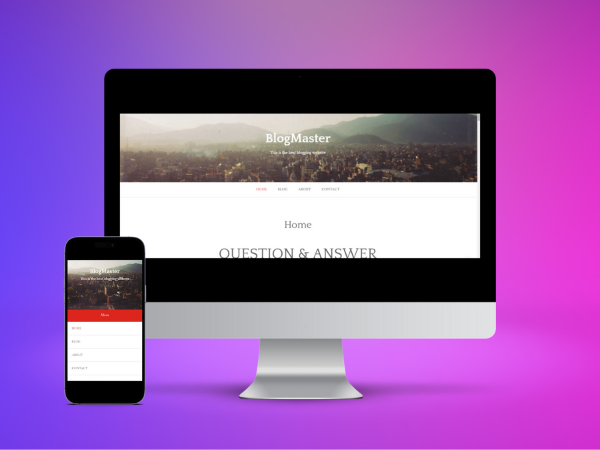 BlogMaster
This is the best blogging website
HOME BLOG ABOUT CONTACT
Home
QUESTION & ANSWER
BlogMaster
This is the best blogging website
Menu
HOME
BLOG
ABOUT
CONTACT